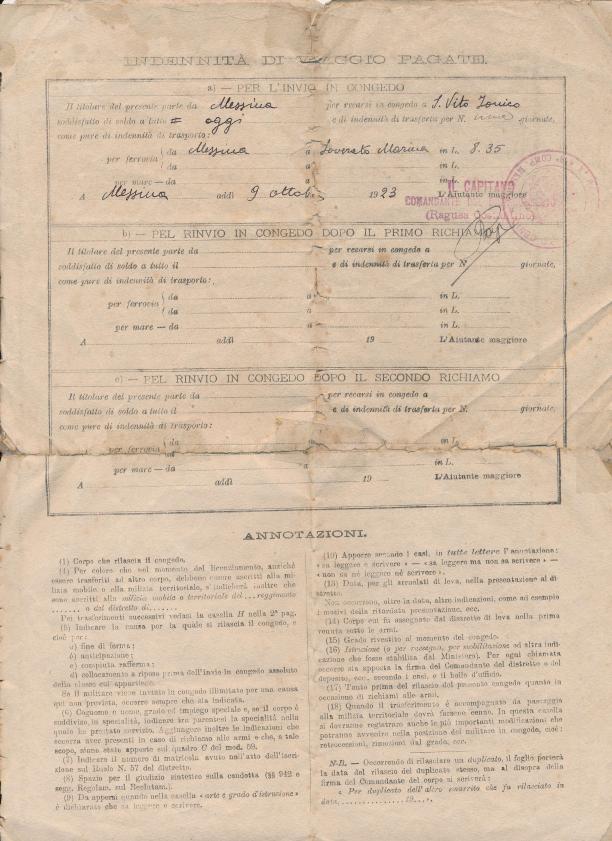 INDENNITÀ DI VIAGGIO PAGATE.
a) — PER L'INVIO IN CONGEDO
Il titolare del presente parte da Messina per recarsi in congedo a S. Vito Jonico
soddisfatto di soldo a tutto = oggi e di indennità di trasferta per N. una giornate,
come pure di indennità di trasporto:
per ferrovia { da Messina a Soverato Marina in L. 8.35
da a in L.
per mare — da a in L.
IL CAPITANO
COMANDANTE
A Messina addì 9 ottob. 1923 L'Aiutante maggiore
(Ragusa
b) — PEL RINVIO IN CONGEDO DOPO IL PRIMO RICHIAMO
Il titolare del presente parte da per recarsi in congedo a
soddisfatto di soldo a tutto il e di indennità di trasferta per N. giornate,
come pure di indennità di trasporto:
per ferrovia { da a in L.
da a in L.
per mare — da a in L.
A addì 19 L'Aiutante maggiore
c) — PEL RINVIO IN CONGEDO DOPO IL SECONDO RICHIAMO
Il titolare del presente parte da per recarsi in congedo a
soddisfatto di soldo a tutto il e di indennità di trasferta per N. giornate,
come pure di indennità di trasporto:
per ferrovia { da a in L.
da
per mare — da a in L.
A addì 19 L'Aiutante maggiore
ANNOTAZIONI.
(1) Corpo che rilascia il congedo.
(4) Per coloro che nel momento del licenziamento, anzichè
essere trasferiti ad altro corpo, debbono essere ascritti alla mi-
lizia mobile o alla milizia territoriale, s'indicherà inoltre che
sono ascritti alla milizia mobile o territoriale del ... reggimento
....... o del distretto di.......
Pei trasferimenti successivi vedasi la casella H nella 2ª pag.
(5) Indicare la causa per la quale si rilascia il congedo, e
cioè per:
a) fine di ferma;
b) anticipazione;
c) compiuta rafferma;
d) collocamento a riposo prima dell'invio in congedo assoluto
della classe cui appartiene.
Se il militare viene inviato in congedo illimitato per una causa
qui non prevista, occorre sempre che sia indicata.
(6) Cognome e nome, grado ed impiego speciale e, se il corpo è
suddiviso in specialità, indicare tra parentesi la specialità nella
quale ha prestato servizio. Aggiungere inoltre le indicazioni che
occorra aver presenti in caso di richiamo alle armi e che, a tale
scopo, siano state apposte sul quadro C del mod. 59.
(7) Indicare il numero di matricola avuto nell'atto dell'iscri-
zione sul Ruolo N. 57 del distretto.
(8) Spazio per il giudizio sintetico sulla condotta (§§ 942 e
segg. Regolam. sul Reclutam.).
(9) Da apporsi quando nella casella «arte e grado d'istruzione»
è dichiarato che sa leggere e scrivere.
(10) Apporre secondo i casi, in tutte lettere l'annotazione:
«sa leggere e scrivere» — «sa leggere ma non sa scrivere» —
«non sa nè leggere nè scrivere».
(13) Data, per gli arruolati di leva, nella presentazione al di-
stretto.
Non occorrono, oltre la data, altre indicazioni, come ad esempio
i motivi della ritardata presentazione, ecc.
(14) Corpo cui fu assegnato dal distretto di leva nella prima
venuta sotto le armi.
(15) Grado rivestito al momento del congedo.
(16) Istruzione (o per rassegna, per mobilitazione od altra indi-
cazione che fosse stabilita dal Ministero). Per ogni chiamata
occorre sia apposta la firma del Comandante del distretto o del
deposito, ecc., secondo i casi, e il bollo d'ufficio.
(17) Tanto prima del rilascio del presente congedo quanto in
occasione di richiami alle armi.
(18) Quando il trasferimento è accompagnato da passaggio
alla milizia territoriale dovrà farsene cenno. In questa casella
si dovranno registrare anche le più importanti modificazioni che
potranno avvenire nella posizione del militare in congedo, cioè:
retrocessioni, rimozioni dal grado, ecc.
N.B. — Occorrendo di rilasciare un duplicato, il foglio porterà
la data del rilascio del duplicato stesso, ma al disopra della
firma del Comandante del corpo si scriverà:
« Per duplicato dell'altro smarrito che fu rilasciato in
data, .................19....».